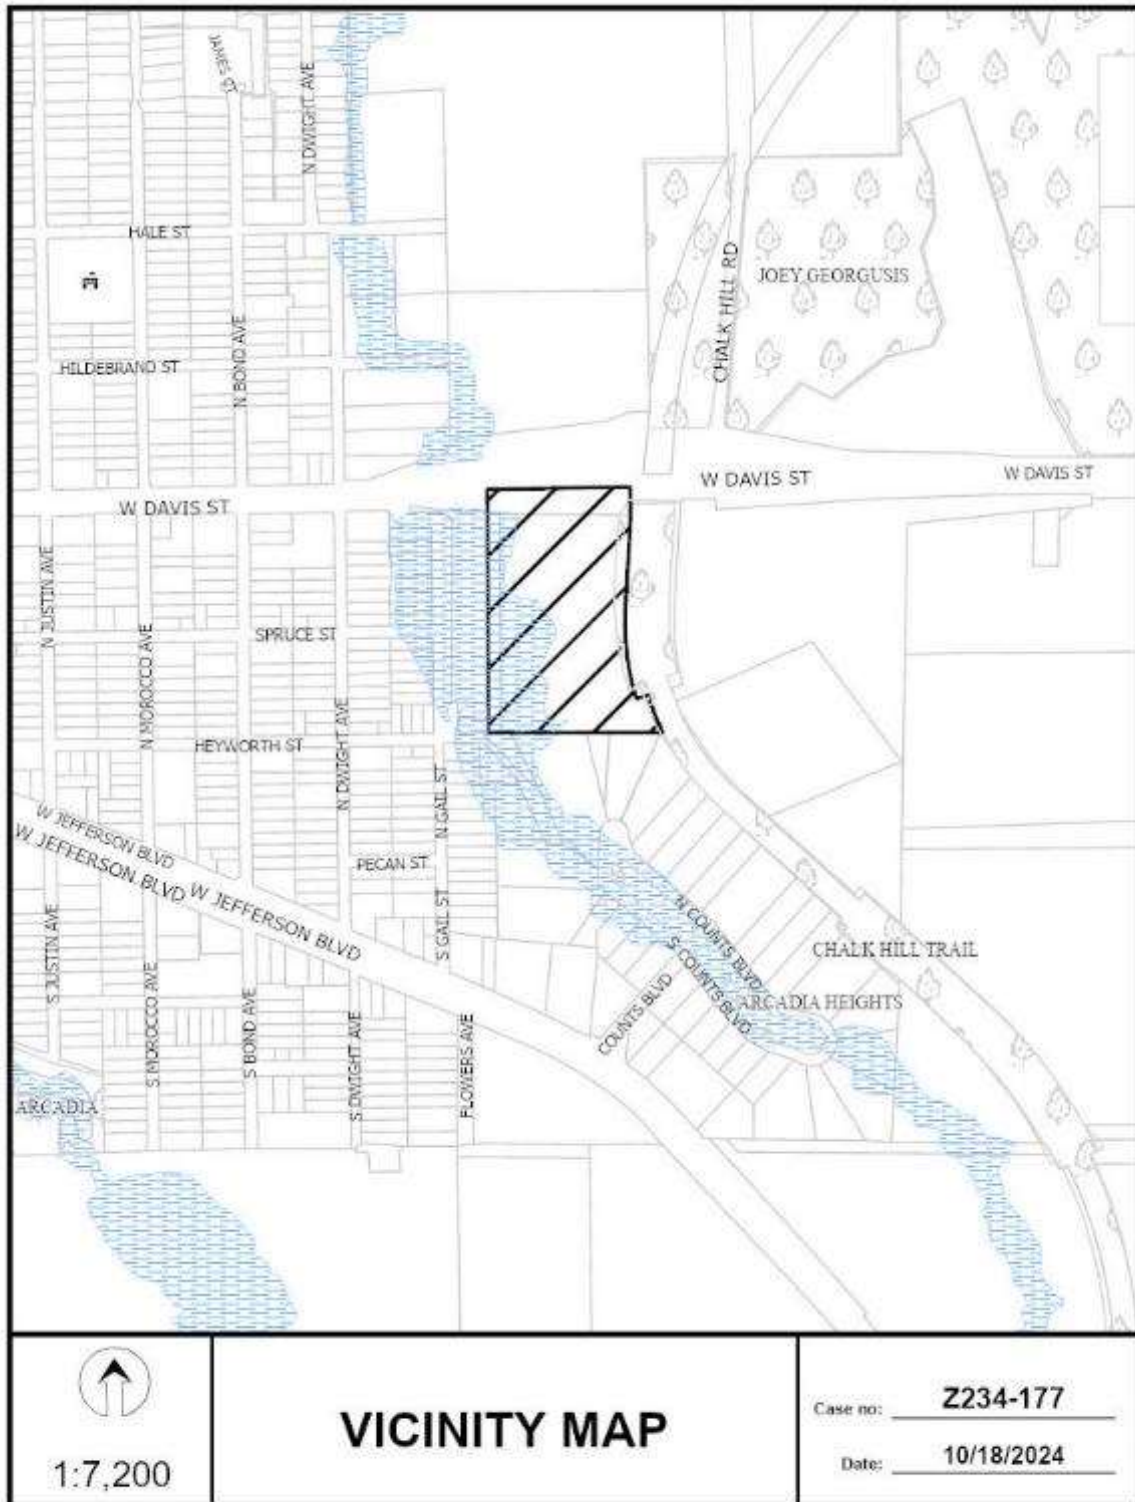 JAMES CT
N DWIGHT AVE
HALE ST
CHALK HILL RD
JOEY GEORGUSIS
N BOND AVE
HILDEBRAND ST
W DAVIS ST
W DAVIS ST
W DAVIS ST
N JUSTIN AVE
N MOROCCO AVE
SPRUCE ST
N DWIGHT AVE
HEYWORTH ST
N GAIL ST
W JEFFERSON BLVD
W JEFFERSON BLVD
W JEFFERSON BLVD
PECAN ST
S GAIL ST
N COUNTS BLVD
S COUNTS BLVD
CHALK HILL TRAIL
ARCADIA HEIGHTS
COUNTS BLVD
S JUSTIN AVE
S MOROCCO AVE
S BOND AVE
S DWIGHT AVE
FLOWERS AVE
ARCADIA
1:7,200
VICINITY MAP
Case no: Z234-177
Date: 10/18/2024